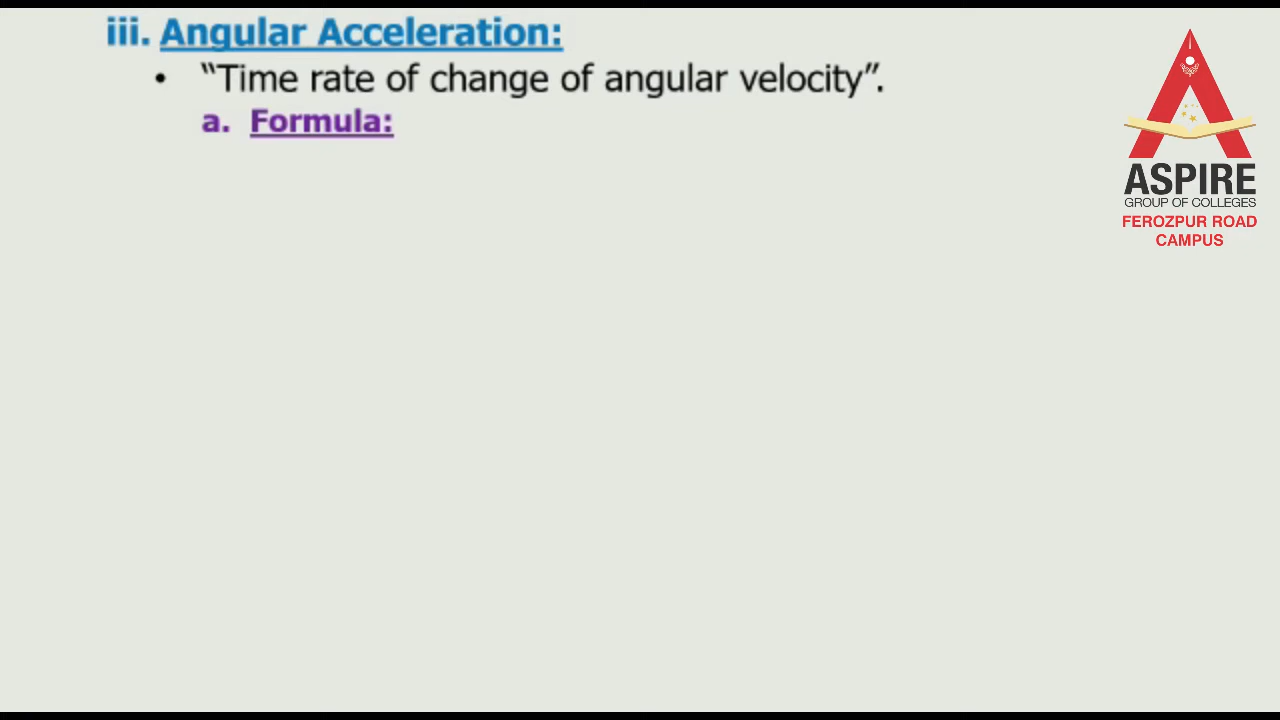 iii. Angular Acceleration:
• “Time rate of change of angular velocity”.
a. Formula:
ASPIRE
GROUP OF COLLEGES
FEROZPUR ROAD
CAMPUS